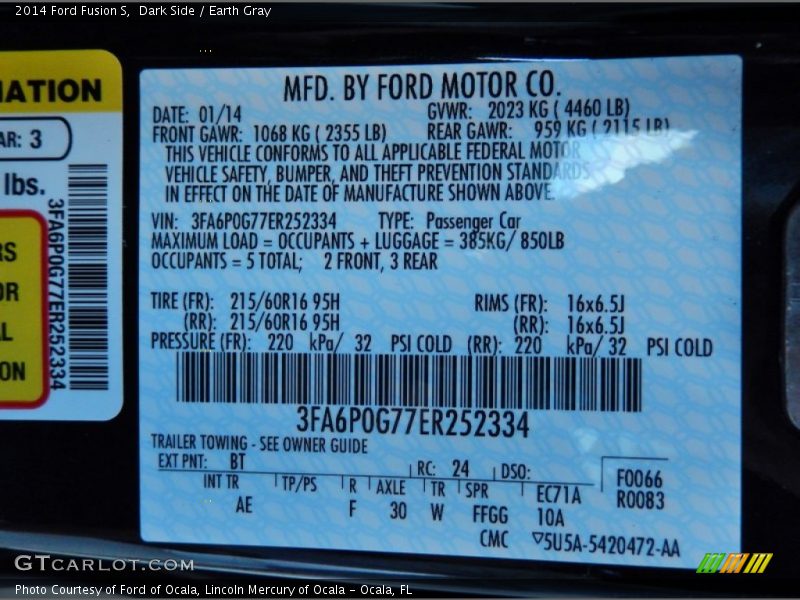 2014 Ford Fusion S,  Dark Side / Earth Gray
MATION
AR: 3
lbs.
RS
OR
L
ON
3FA6P0G77ER252334
MFD. BY FORD MOTOR CO.
DATE: 01/14 GVWR: 2023 KG ( 4460 LB)
FRONT GAWR: 1068 KG ( 2355 LB) REAR GAWR: 959 KG ( 2115 LB)
THIS VEHICLE CONFORMS TO ALL APPLICABLE FEDERAL MOTOR
VEHICLE SAFETY, BUMPER, AND THEFT PREVENTION STANDARDS
IN EFFECT ON THE DATE OF MANUFACTURE SHOWN ABOVE.
VIN: 3FA6P0G77ER252334 TYPE: Passenger Car
MAXIMUM LOAD = OCCUPANTS + LUGGAGE = 385KG/ 850LB
OCCUPANTS = 5 TOTAL; 2 FRONT, 3 REAR
TIRE (FR): 215/60R16 95H RIMS (FR): 16x6.5J
(RR): 215/60R16 95H (RR): 16x6.5J
PRESSURE (FR): 220 kPa/ 32 PSI COLD (RR): 220 kPa/ 32 PSI COLD
3FA6P0G77ER252334
TRAILER TOWING - SEE OWNER GUIDE
EXT PNT: BT RC: 24 DSO: F0066
INT TR TP/PS R AXLE TR SPR EC71A R0083
AE F 30 W FFGG 10A
CMC ▽5U5A-5420472-AA
GTCARLOT.COM
Photo Courtesy of Ford of Ocala, Lincoln Mercury of Ocala – Ocala, FL